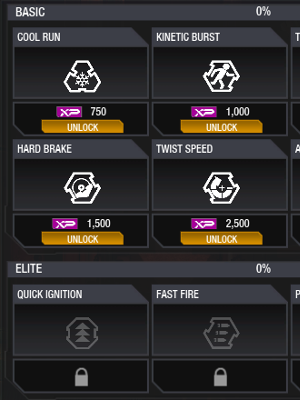 BASIC 0%
COOL RUN KINETIC BURST T
XP 750 XP 1,000
UNLOCK UNLOCK
HARD BRAKE TWIST SPEED A
XP 1,500 XP 2,500
UNLOCK UNLOCK
ELITE 0%
QUICK IGNITION FAST FIRE P